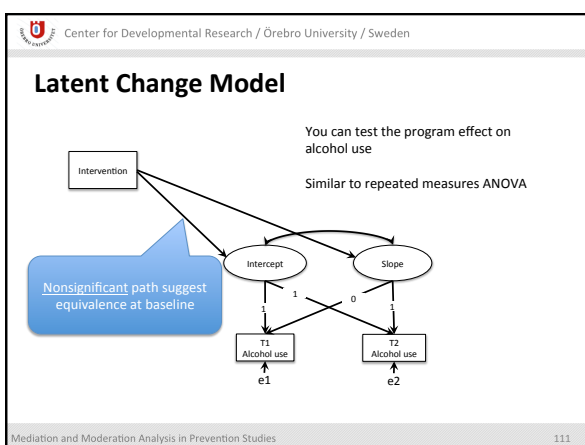 ÖREBRO UNIVERSITET
Center for Developmental Research / Örebro University / Sweden
Latent Change Model
You can test the program effect on
alcohol use
Similar to repeated measures ANOVA
Intervention
Nonsignificant path suggest
equivalence at baseline
Intercept
Slope
1
1
0
1
T1
Alcohol use
T2
Alcohol use
e1
e2
Mediation and Moderation Analysis in Prevention Studies
111